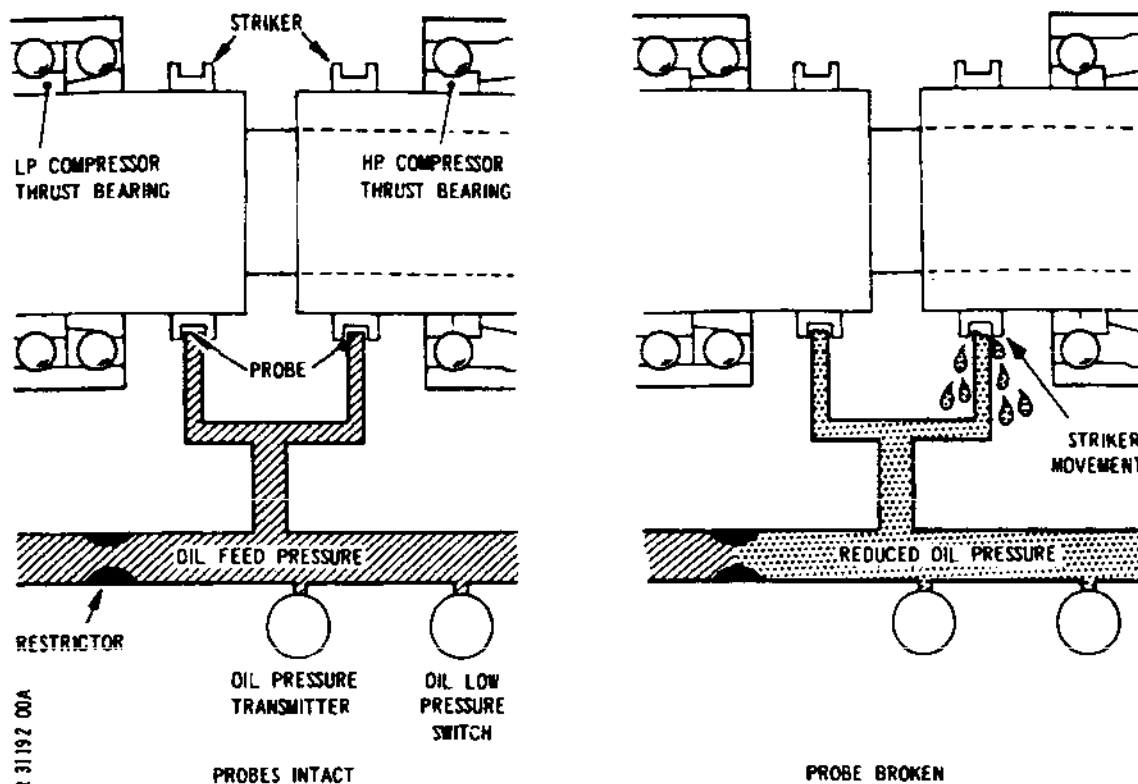 STRIKER
LP COMPRESSOR
THRUST BEARING
HP COMPRESSOR
THRUST BEARING
PROBE
STRIKER
MOVEMENT
OIL FEED PRESSURE
REDUCED OIL PRESSURE
RESTRICTOR
OIL PRESSURE
TRANSMITTER
OIL LOW
PRESSURE
SWITCH
31192 00A
PROBES INTACT
PROBE BROKEN